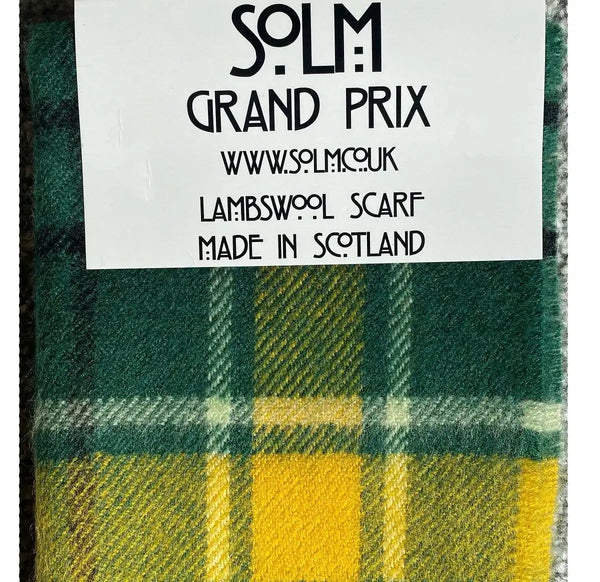 SOLM
GRAND PRIX
WWW.SOLM.CO.UK
LAMBSWOOL SCARF
MADE IN SCOTLAND